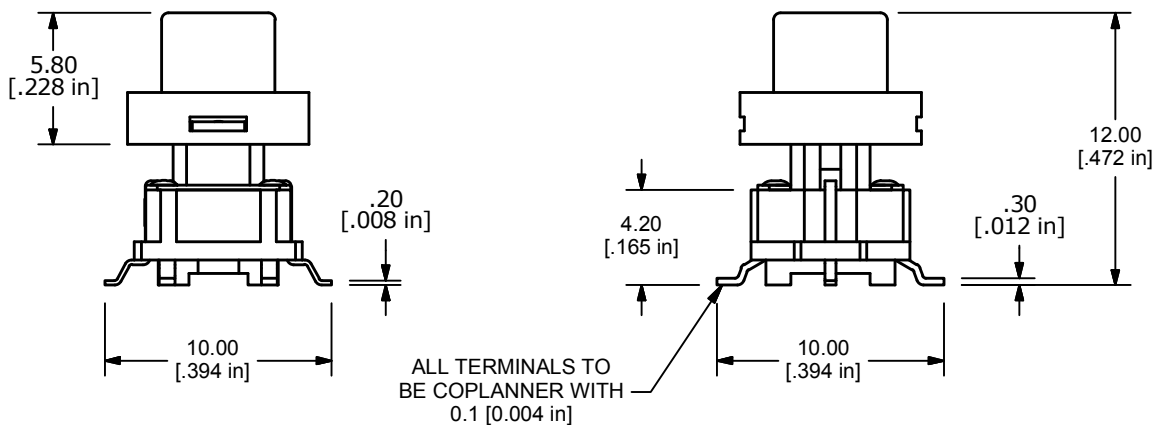 5.80
[.228 in]
.20
[.008 in]
10.00
[.394 in]
4.20
[.165 in]
12.00
[.472 in]
.30
[.012 in]
10.00
[.394 in]
ALL TERMINALS TO
BE COPLANNER WITH
0.1 [0.004 in]